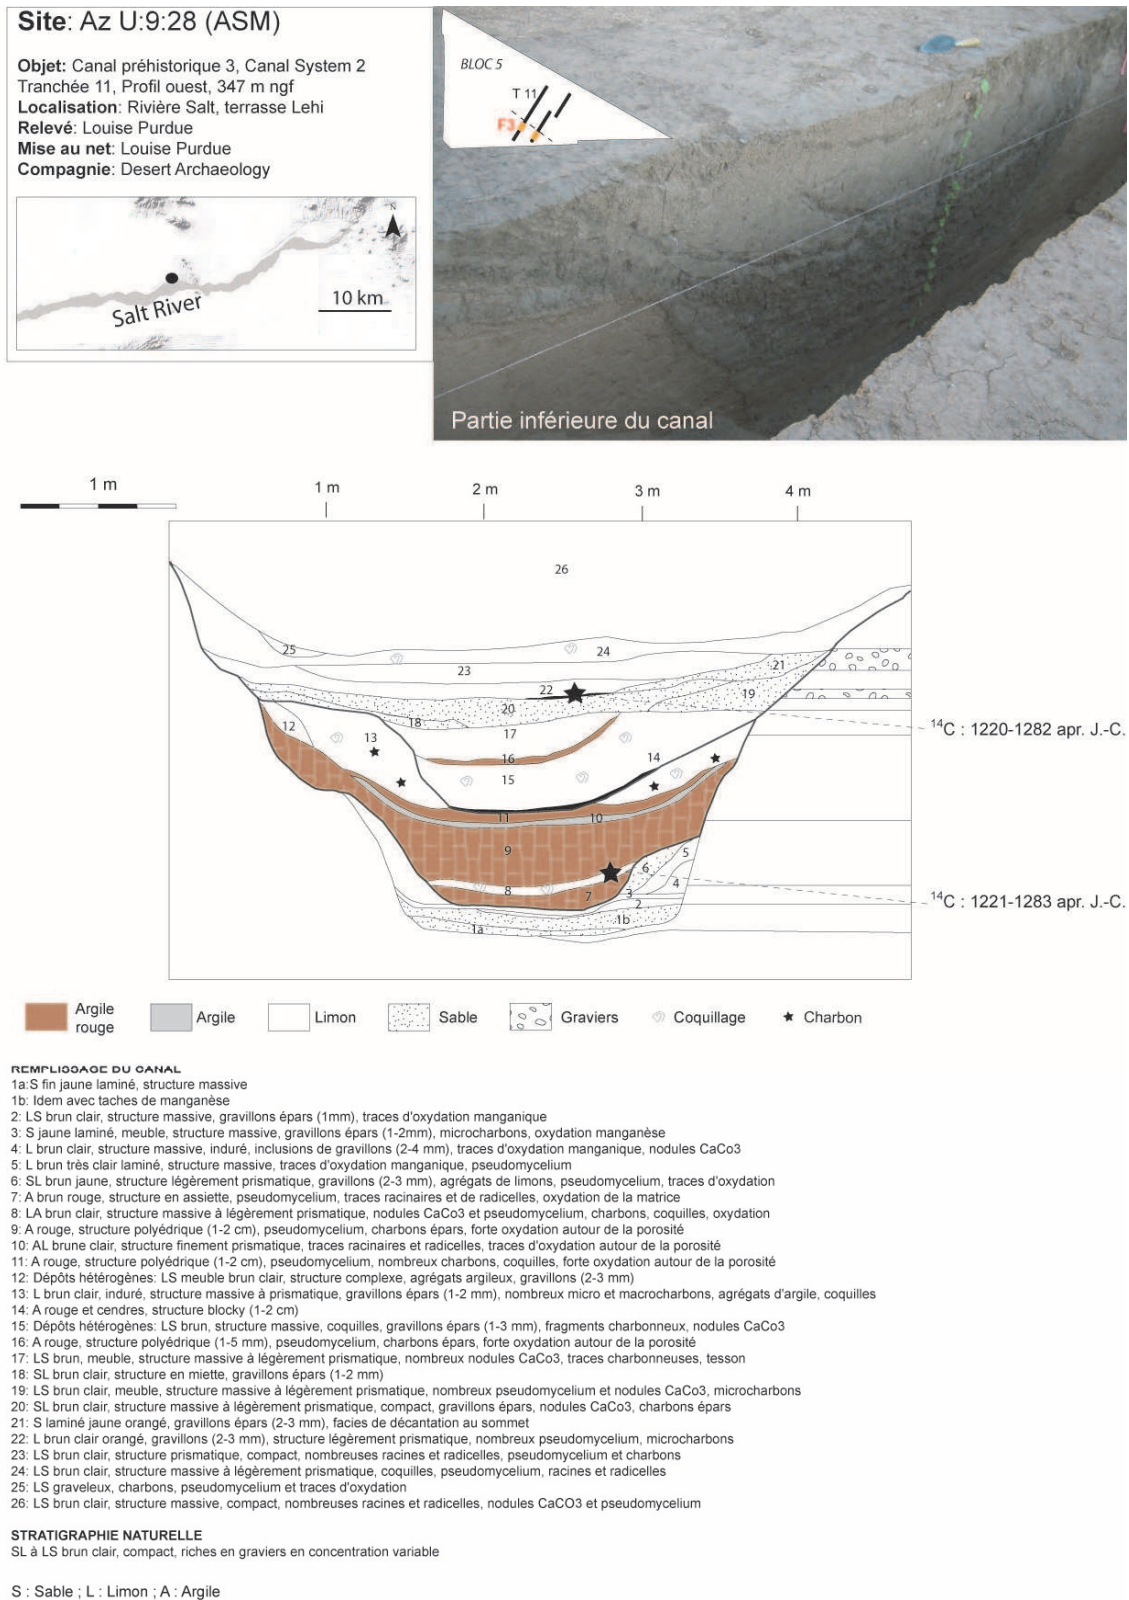 Site: Az U:9:28 (ASM)
Objet: Canal préhistorique 3, Canal System 2
Tranchée 11, Profil ouest, 347 m ngf
Localisation: Rivière Salt, terrasse Lehi
Relevé: Louise Purdue
Mise au net: Louise Purdue
Compagnie: Desert Archaeology
N
Salt River
10 km
BLOC 5
T 11
F3
Partie inférieure du canal
1 m
1 m
2 m
3 m
4 m
26
25
24
23
21
22
19
20
18
12
13
17
14
16
15
11
10
9
6
5
4
8
7
3
2
1b
1a
14C : 1220-1282 apr. J.-C.
14C : 1221-1283 apr. J.-C.
Argile rouge
Argile
Limon
Sable
Graviers
Coquillage
Charbon
REMPLISSAGE DU CANAL
1a:S fin jaune laminé, structure massive
1b: Idem avec taches de manganèse
2: LS brun clair, structure massive, gravillons épars (1mm), traces d'oxydation manganique
3: S jaune laminé, meuble, structure massive, gravillons épars (1-2mm), microcharbons, oxydation manganèse
4: L brun clair, structure massive, induré, inclusions de gravillons (2-4 mm), traces d'oxydation manganique, nodules CaCo3
5: L brun très clair laminé, structure massive, traces d'oxydation manganique, pseudomycelium
6: SL brun jaune, structure légèrement prismatique, gravillons (2-3 mm), agrégats de limons, pseudomycelium, traces d'oxydation
7: A brun rouge, structure en assiette, pseudomycelium, traces racinaires et de radicelles, oxydation de la matrice
8: LA brun clair, structure massive à légèrement prismatique, nodules CaCo3 et pseudomycelium, charbons, coquilles, oxydation
9: A rouge, structure polyédrique (1-2 cm), pseudomycelium, charbons épars, forte oxydation autour de la porosité
10: AL brune clair, structure finement prismatique, traces racinaires et radicelles, traces d'oxydation autour de la porosité
11: A rouge, structure polyédrique (1-2 cm), pseudomycelium, nombreux charbons, coquilles, forte oxydation autour de la porosité
12: Dépôts hétérogènes: LS meuble brun clair, structure complexe, agrégats argileux, gravillons (2-3 mm)
13: L brun clair, induré, structure massive à prismatique, gravillons épars (1-2 mm), nombreux micro et macrocharbons, agrégats d'argile, coquilles
14: A rouge et cendres, structure blocky (1-2 cm)
15: Dépôts hétérogènes: LS brun, structure massive, coquilles, gravillons épars (1-3 mm), fragments charbonneux, nodules CaCo3
16: A rouge, structure polyédrique (1-5 mm), pseudomycelium, charbons épars, forte oxydation autour de la porosité
17: LS brun, meuble, structure massive à légèrement prismatique, nombreux nodules CaCo3, traces charbonneuses, tesson
18: SL brun clair, structure en miette, gravillons épars (1-2 mm)
19: LS brun clair, meuble, structure massive à légèrement prismatique, nombreux pseudomycelium et nodules CaCo3, microcharbons
20: SL brun clair, structure massive à légèrement prismatique, compact, gravillons épars, nodules CaCo3, charbons épars
21: S laminé jaune orangé, gravillons épars (2-3 mm), facies de décantation au sommet
22: L brun clair orangé, gravillons (2-3 mm), structure légèrement prismatique, nombreux pseudomycelium, microcharbons
23: LS brun clair, structure prismatique, compact, nombreuses racines et radicelles, pseudomycelium et charbons
24: LS brun clair, structure massive à légèrement prismatique, coquilles, pseudomycelium, racines et radicelles
25: LS graveleux, charbons, pseudomycelium et traces d'oxydation
26: LS brun clair, structure massive, compact, nombreuses racines et radicelles, nodules CaCO3 et pseudomycelium
STRATIGRAPHIE NATURELLE
SL à LS brun clair, compact, riches en graviers en concentration variable
S : Sable ; L : Limon ; A : Argile